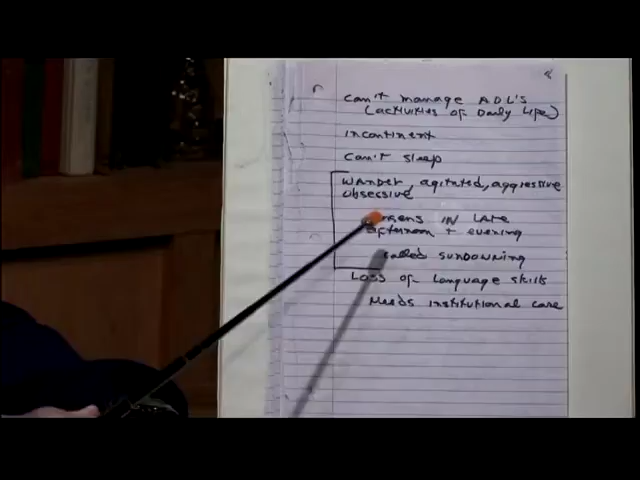 8
Can't manage ADL's
(activities of Daily Life)
incontinent
Can't sleep
WANDER, agitated, aggressive
obsessive
IN LATE
afternoon + evening
called sundowning
Loss of language skills
Needs institutional care